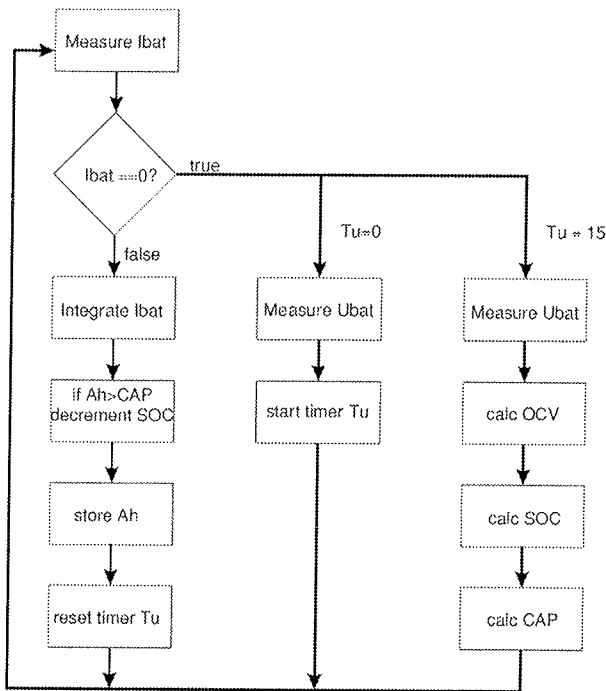 Measure Ibat
Ibat ==0?
true
false
Tu=0
Tu = 15
Integrate Ibat
Measure Ubat
Measure Ubat
if Ah>CAP
decrement SOC
start timer Tu
calc OCV
store Ah
calc SOC
reset timer Tu
calc CAP